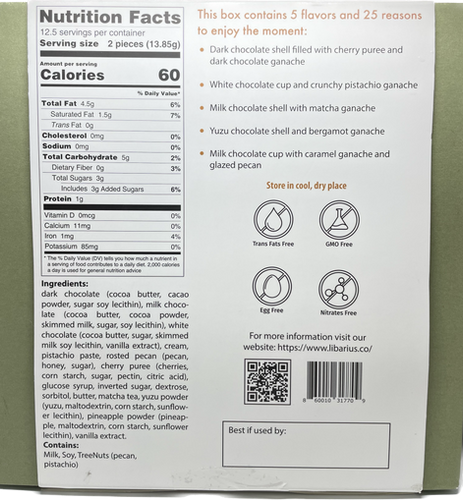 Nutrition Facts
12.5 servings per container
Serving size 2 pieces (13.85g)
Amount per serving
Calories 60
% Daily Value*
Total Fat 4.5g 6%
Saturated Fat 1.5g 7%
Trans Fat 0g
Cholesterol 0mg 0%
Sodium 0mg 0%
Total Carbohydrate 5g 2%
Dietary Fiber 0g 3%
Total Sugars 3g
Includes 3g Added Sugars 6%
Protein 1g
Vitamin D 0mcg 0%
Calcium 11mg 0%
Iron 1mg 4%
Potassium 85mg 0%
* The % Daily Value (DV) tells you how much a nutrient in
a serving of food contributes to a daily diet. 2,000 calories
a day is used for general nutrition advice
Ingredients:
dark chocolate (cocoa butter, cacao
powder, sugar soy lecithin), milk choco-
late (cocoa butter, cocoa powder,
skimmed milk, sugar, soy lecithin), white
chocolate (cocoa butter, sugar, skimmed
milk soy lecithin, vanilla extract), cream,
pistachio paste, rosted pecan (pecan,
honey, sugar), cherry puree (cherries,
corn starch, sugar, pectin, citric acid),
glucose syrup, inverted sugar, dextrose,
sorbitol, butter, matcha tea, yuzu powder
(yuzu, maltodextrin, corn starch, sunflow-
er lecithin), pineapple powder (pineap-
ple, maltodextrin, corn starch, sunflower
lecithin), vanilla extract.
Contains:
Milk, Soy, TreeNuts (pecan,
pistachio)
This box contains 5 flavors and 25 reasons
to enjoy the moment:
• Dark chocolate shell filled with cherry puree and
dark chocolate ganache
• White chocolate cup and crunchy pistachio ganache
• Milk chocolate shell with matcha ganache
• Yuzu chocolate shell and bergamot ganache
• Milk chocolate cup with caramel ganache and
glazed pecan
Store in cool, dry place
Trans Fats Free
GMO Free
Egg Free
Nitrates Free
For more information visit our
website: https://www.libarius.co/
8 60010 31770 9
Best if used by: